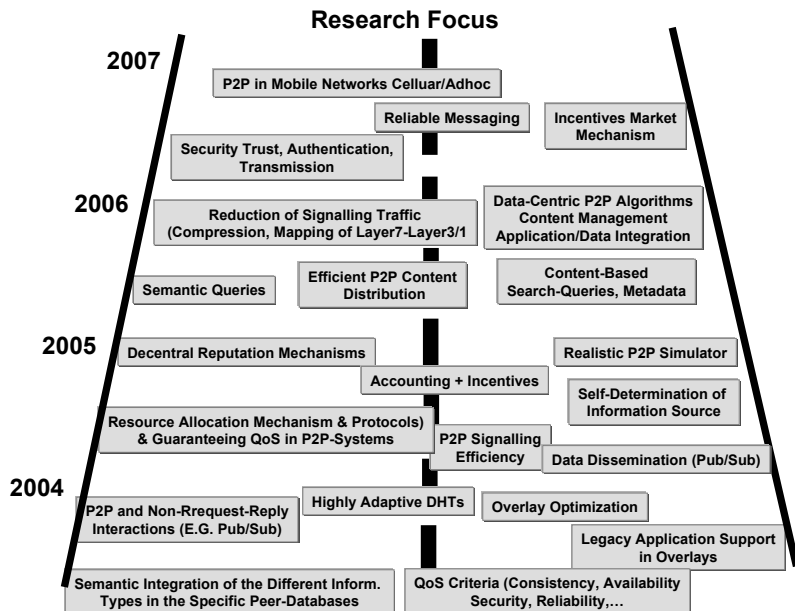 Research Focus
2007
P2P in Mobile Networks Celluar/Adhoc
Reliable Messaging
Incentives Market
Mechanism
Security Trust, Authentication,
Transmission
2006
Reduction of Signalling Traffic
(Compression, Mapping of Layer7-Layer3/1
Data-Centric P2P Algorithms
Content Management
Application/Data Integration
Semantic Queries
Efficient P2P Content
Distribution
Content-Based
Search-Queries, Metadata
2005
Decentral Reputation Mechanisms
Realistic P2P Simulator
Accounting + Incentives
Self-Determination of
Information Source
Resource Allocation Mechanism & Protocols)
& Guaranteeing QoS in P2P-Systems
P2P Signalling
Efficiency
Data Dissemination (Pub/Sub)
2004
P2P and Non-Rrequest-Reply
Interactions (E.G. Pub/Sub)
Highly Adaptive DHTs
Overlay Optimization
Legacy Application Support
in Overlays
Semantic Integration of the Different Inform.
Types in the Specific Peer-Databases
QoS Criteria (Consistency, Availability
Security, Reliability,…